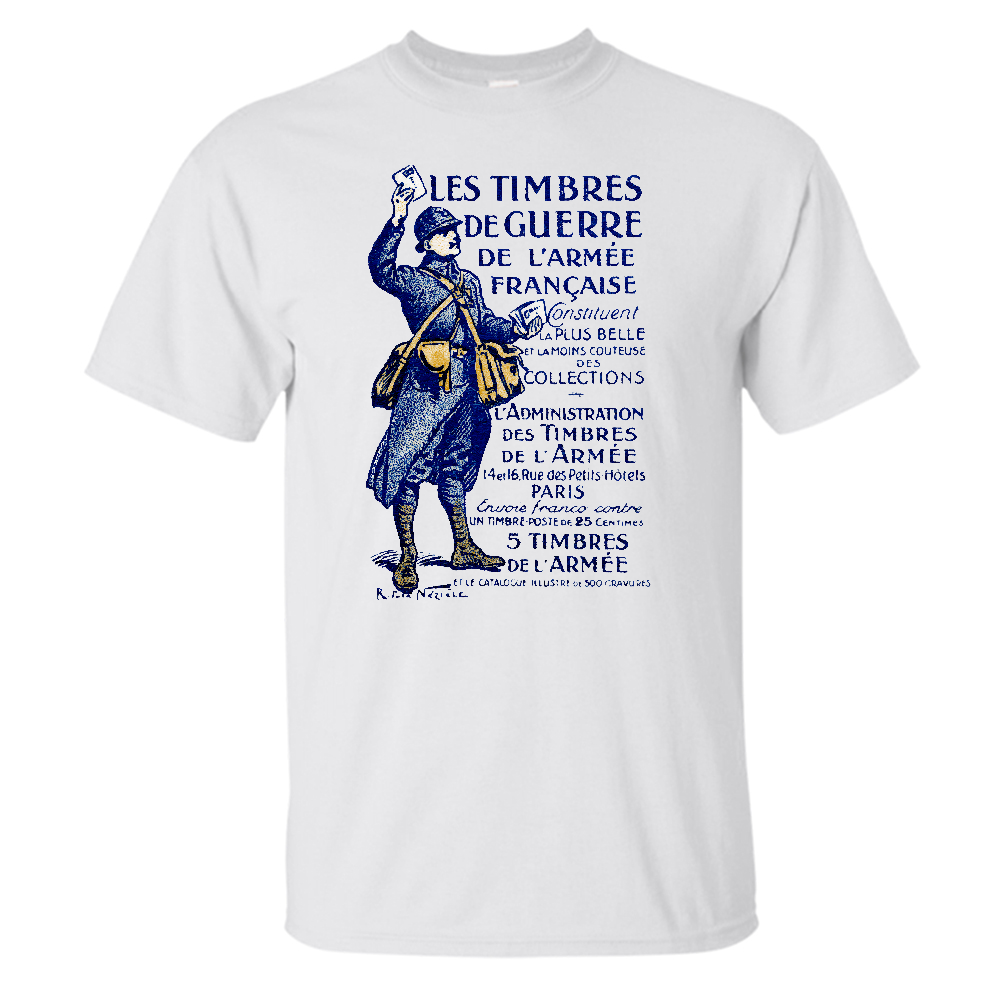 LES TIMBRES
DE GUERRE
DE L'ARMÉE
FRANÇAISE
Constituent
LA PLUS BELLE
ET LA MOINS COUTEUSE
DES
COLLECTIONS
L'ADMINISTRATION
DES TIMBRES
DE L'ARMÉE
14 et 16, Rue des Petits-Hôtels
PARIS
Envoie franco contre
UN TIMBRE-POSTE DE 25 CENTIMES
5 TIMBRES
DE L'ARMÉE
ET LE CATALOGUE ILLUSTRÉ DE 500 GRAVURES
R. Nézière